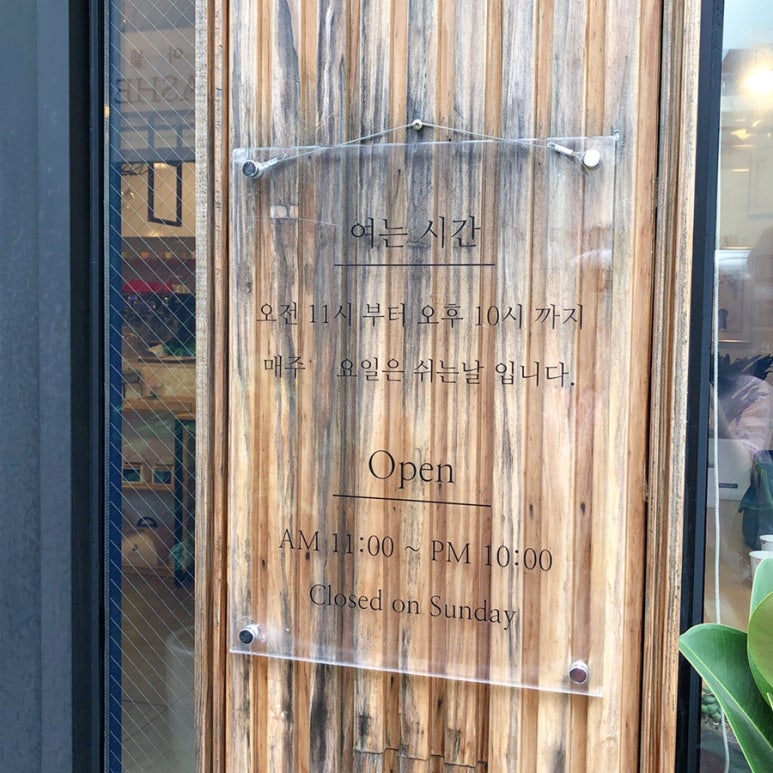 여는 시간
오전 11시 부터 오후 10시 까지
매주 요일은 쉬는날 입니다.
Open
AM 11:00 ~ PM 10:00
Closed on Sunday